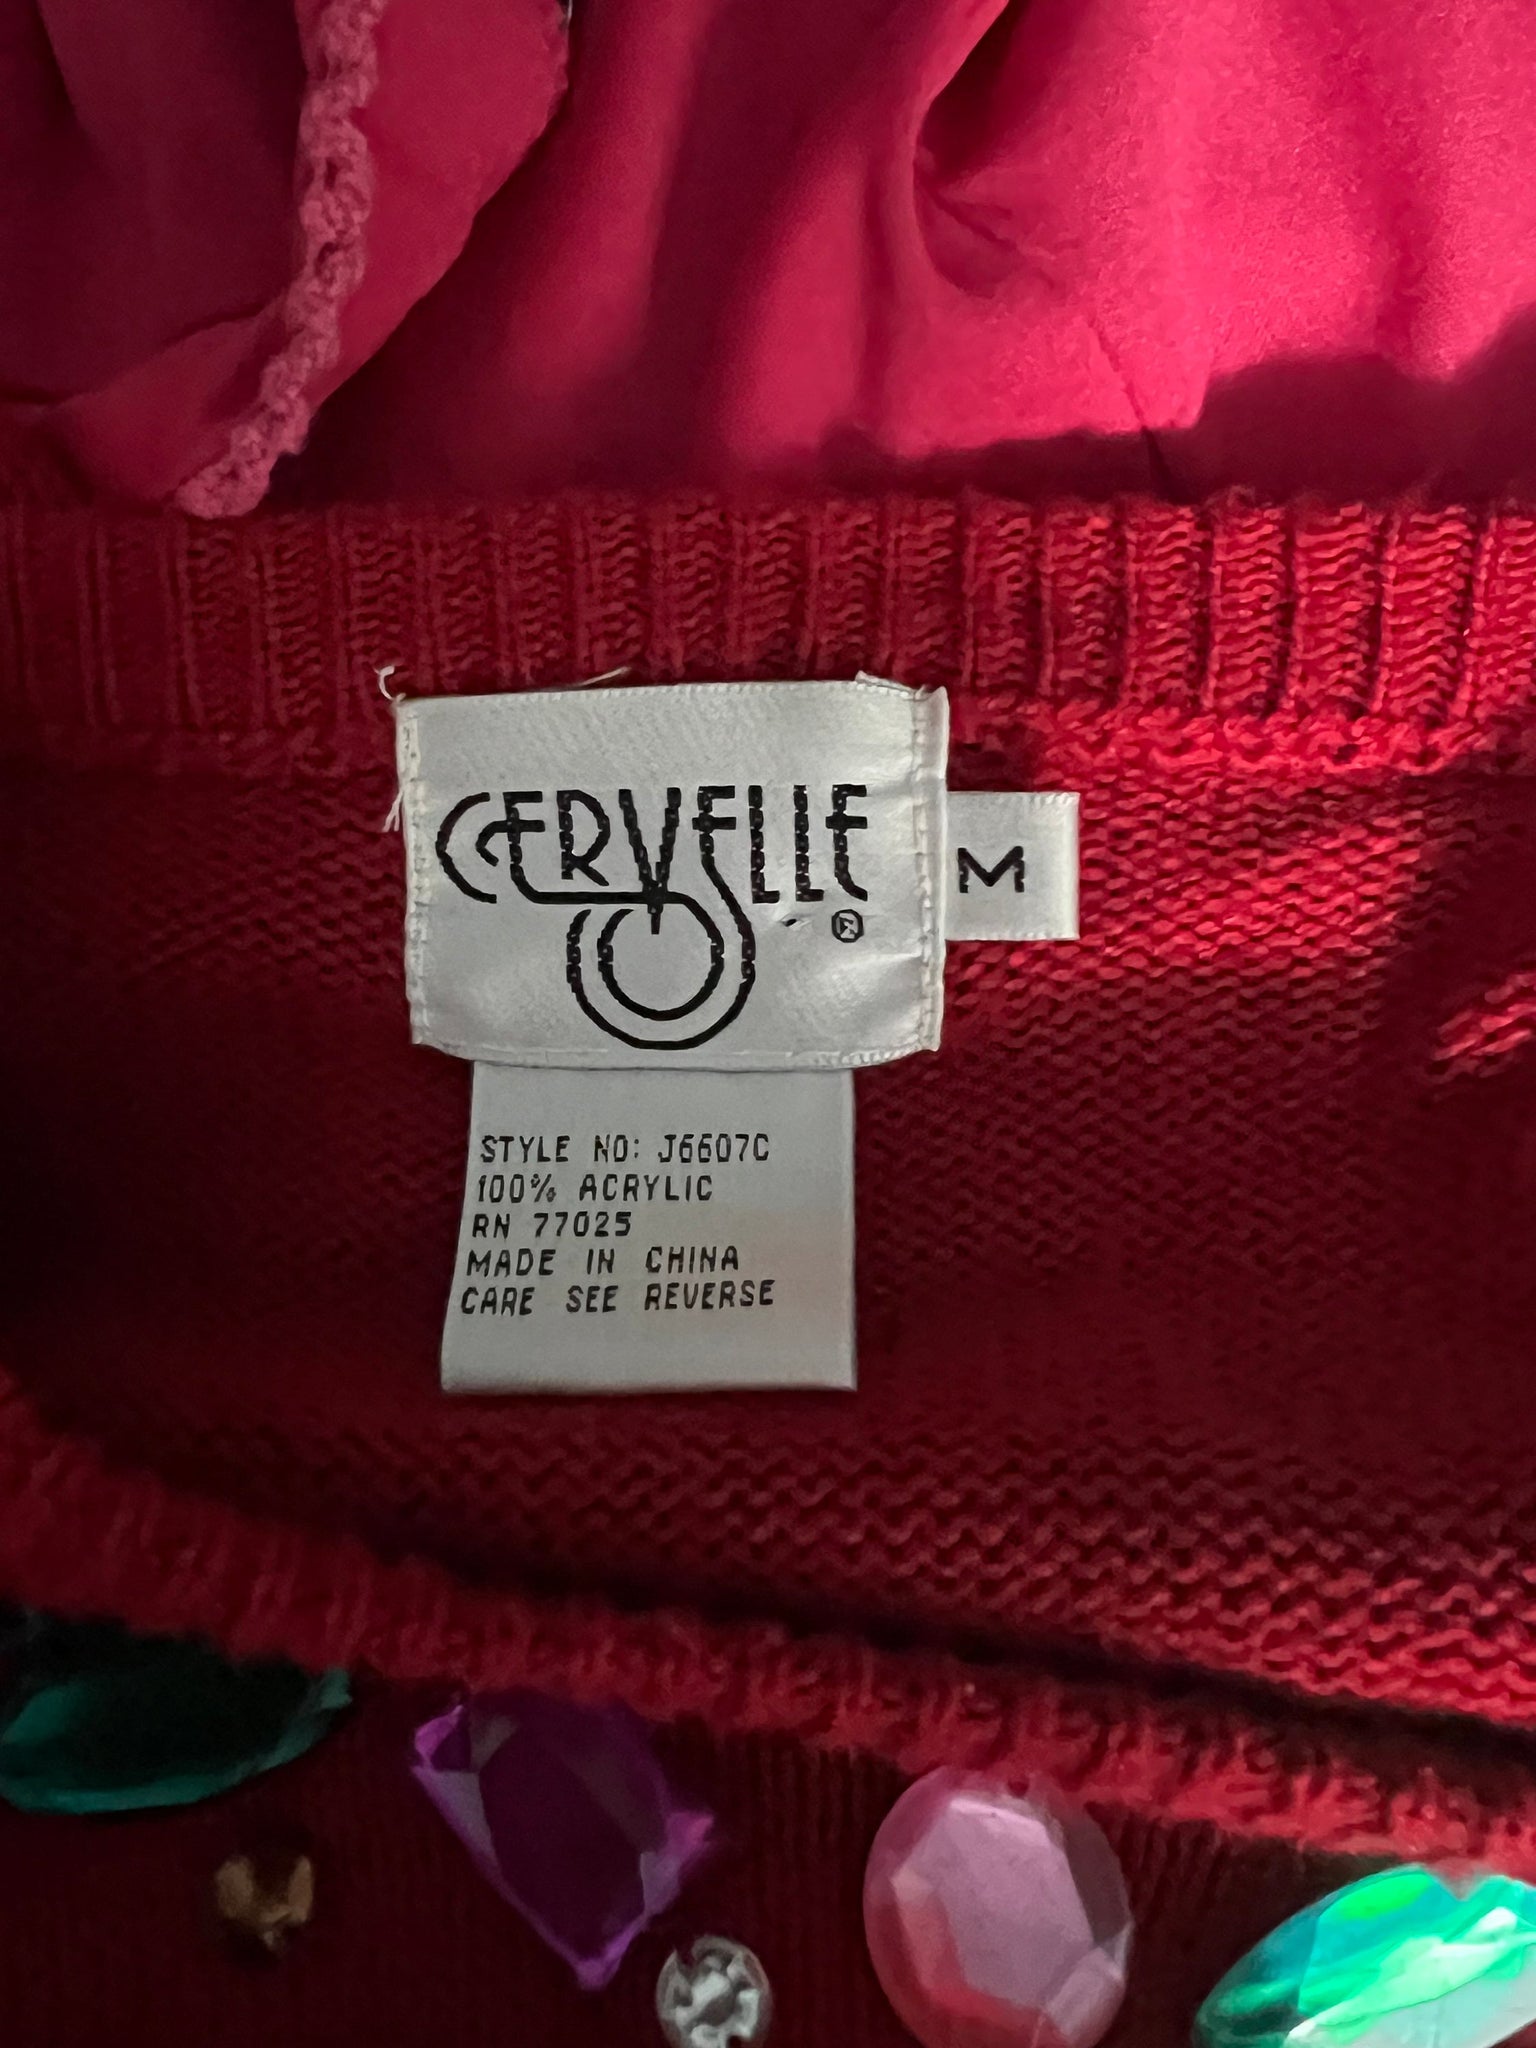 CERVELLE
®
M
STYLE NO: J6607C
100% ACRYLIC
RN 77025
MADE IN CHINA
CARE SEE REVERSE